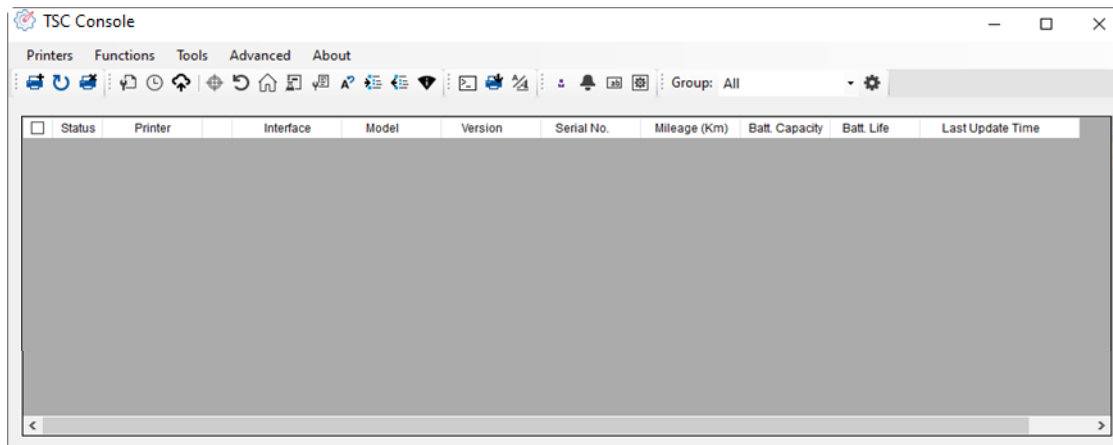 TSC Console
Printers Functions Tools Advanced About
Group: All
Status Printer Interface Model Version Serial No. Mileage (Km) Batt. Capacity Batt. Life Last Update Time